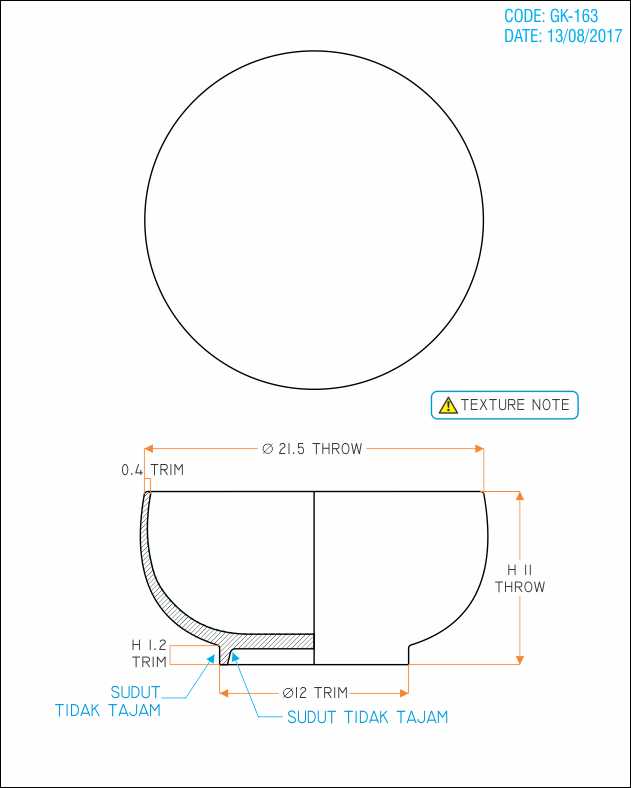 CODE: GK-163
DATE: 13/08/2017
TEXTURE NOTE
Ø 21.5 THROW
0.4 TRIM
H 11
THROW
H 1.2
TRIM
Ø12 TRIM
SUDUT
TIDAK TAJAM
SUDUT TIDAK TAJAM